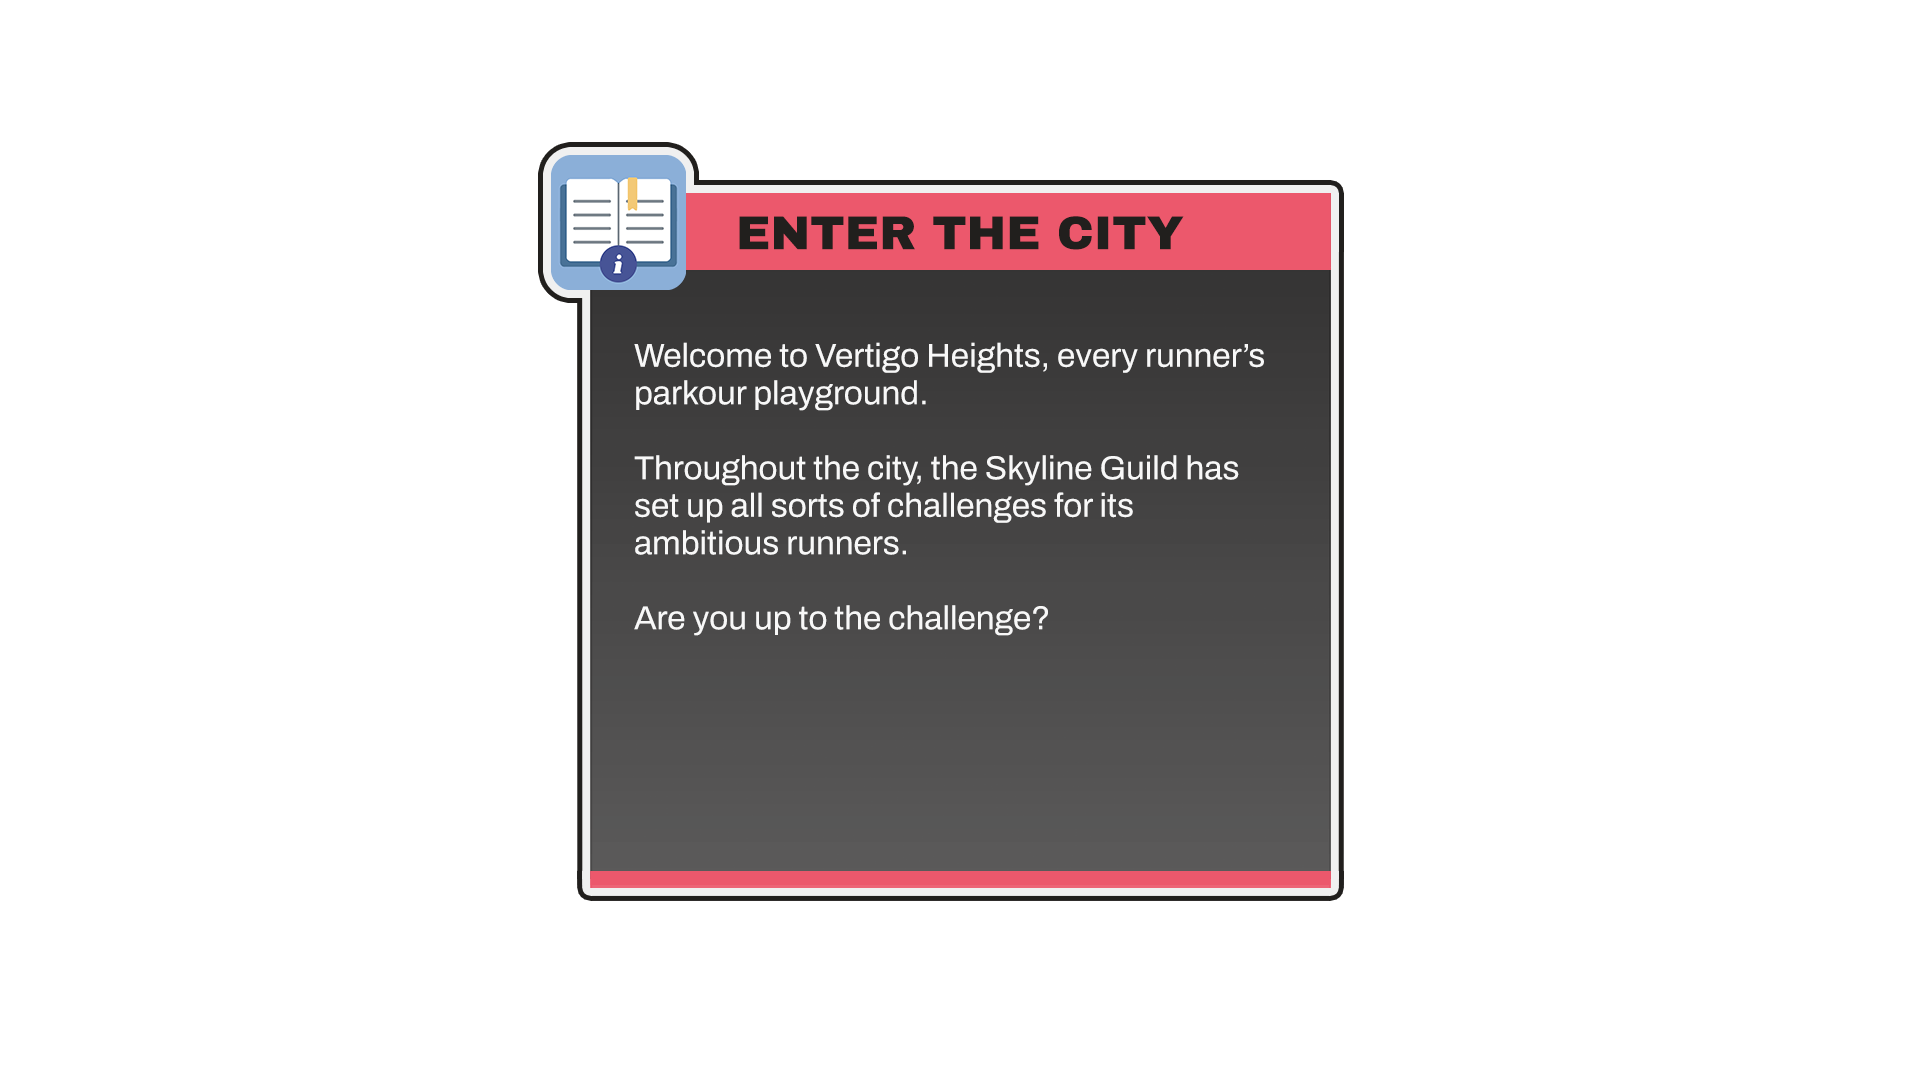 ENTER THE CITY
Welcome to Vertigo Heights, every runner’s
parkour playground.
Throughout the city, the Skyline Guild has
set up all sorts of challenges for its
ambitious runners.
Are you up to the challenge?